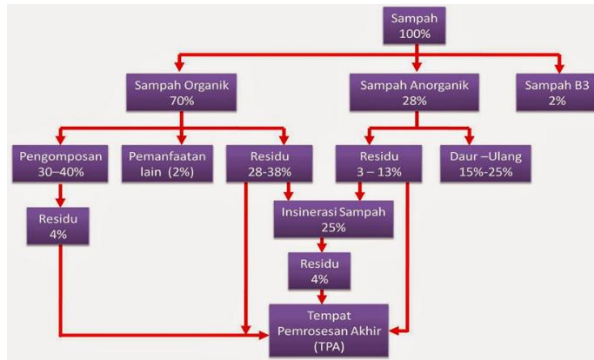 Sampah
100%
Sampah Organik
70%
Sampah Anorganik
28%
Sampah B3
2%
Pengomposan
30–40%
Pemanfaatan
lain (2%)
Residu
28-38%
Residu
3 – 13%
Daur –Ulang
15%-25%
Residu
4%
Insinerasi Sampah
25%
Residu
4%
Tempat
Pemrosesan Akhir
(TPA)